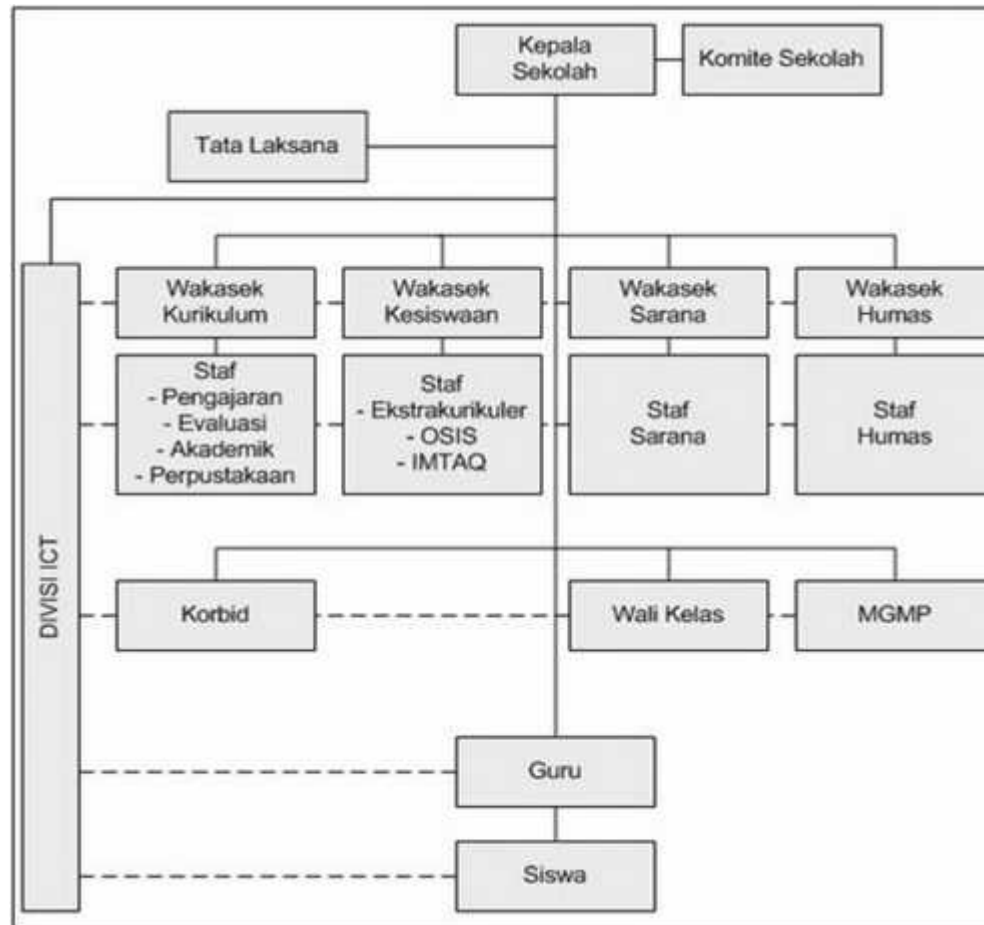 Kepala
Sekolah
Komite Sekolah
Tata Laksana
DIVISI ICT
Wakasek
Kurikulum
Wakasek
Kesiswaan
Wakasek
Sarana
Wakasek
Humas
Staf
- Pengajaran
- Evaluasi
- Akademik
- Perpustakaan
Staf
- Ekstrakurikuler
- OSIS
- IMTAQ
Staf
Sarana
Staf
Humas
Korbid
Wali Kelas
MGMP
Guru
Siswa